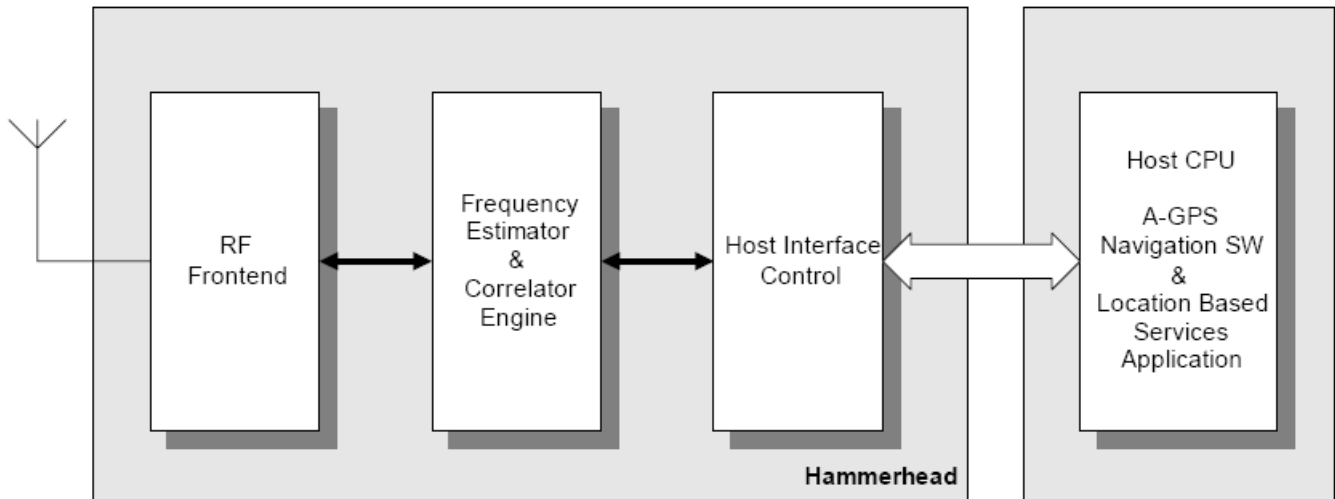 RF
Frontend
Frequency
Estimator
&
Correlator
Engine
Host Interface
Control
Host CPU
A-GPS
Navigation SW
&
Location Based
Services
Application
Hammerhead